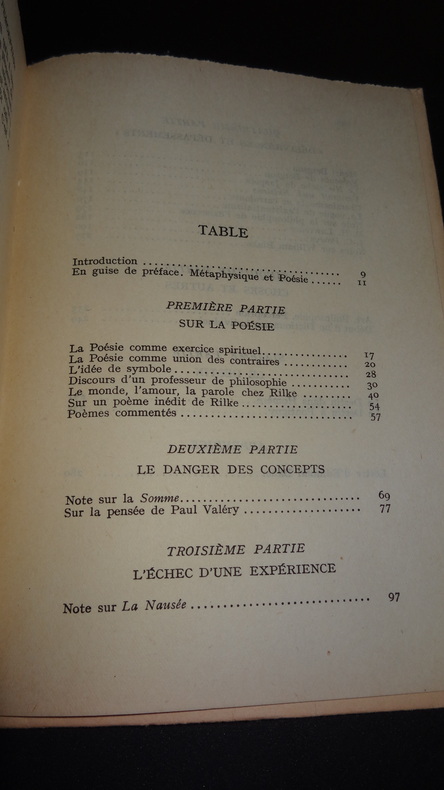 TABLE
Introduction ........................................ 9
En guise de préface. Métaphysique et Poésie...... 11
PREMIÈRE PARTIE
SUR LA POÉSIE
La Poésie comme exercice spirituel................ 17
La Poésie comme union des contraires ............ 20
L'idée de symbole ................................ 28
Discours d'un professeur de philosophie .......... 30
Le monde, l'amour, la parole chez Rilke ......... 40
Sur un poème inédit de Rilke.................... 54
Poèmes commentés .............................. 57
DEUXIÈME PARTIE
LE DANGER DES CONCEPTS
Note sur la Somme.............................. 69
Sur la pensée de Paul Valéry .................... 77
TROISIÈME PARTIE
L'ÉCHEC D'UNE EXPÉRIENCE
Note sur La Nausée ............................ 97